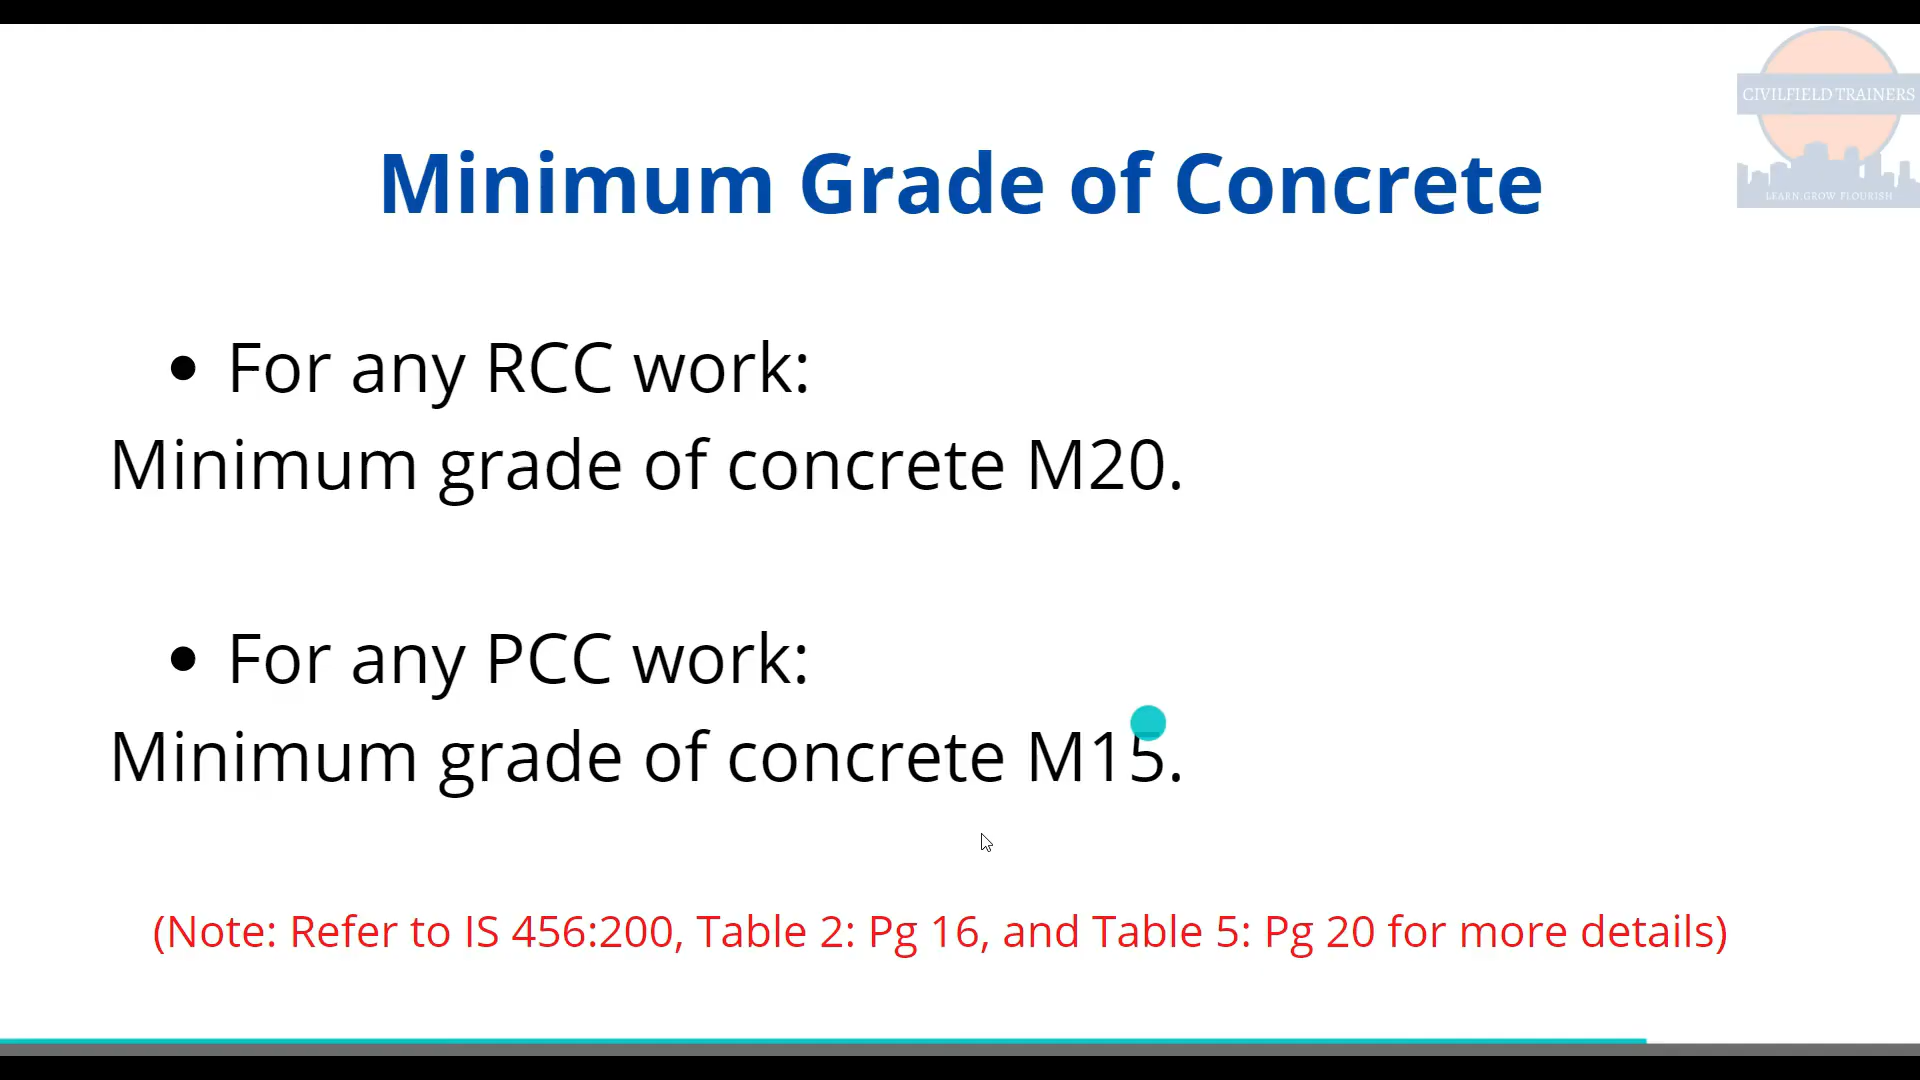 CIVILFIELD TRAINERS
LEARN.GROW FLOURISH
Minimum Grade of Concrete
• For any RCC work:
Minimum grade of concrete M20.
• For any PCC work:
Minimum grade of concrete M15.
(Note: Refer to IS 456:200, Table 2: Pg 16, and Table 5: Pg 20 for more details)